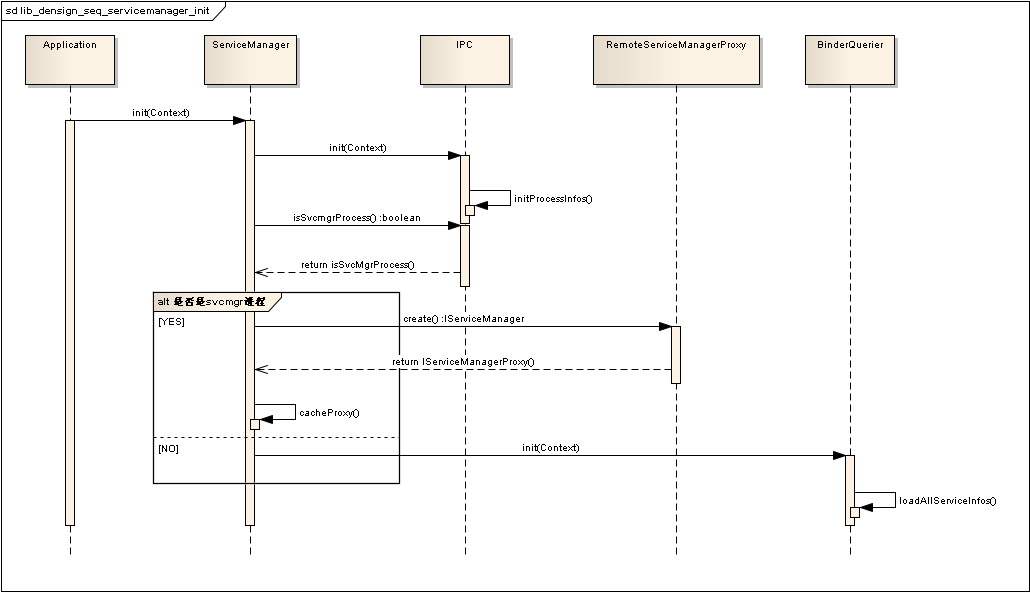 sd lib_densign_seq_servicemanager_init
Application
ServiceManager
IPC
RemoteServiceManagerProxy
BinderQuerier
init(Context)
init(Context)
initProcessInfos()
isSvcmgrProcess() :boolean
return isSvcMgrProcess()
alt 是否是svcmgr进程
[YES]
create() :IServiceManager
return IServiceManagerProxy()
cacheProxy()
[NO]
init(Context)
loadAllServiceInfos()